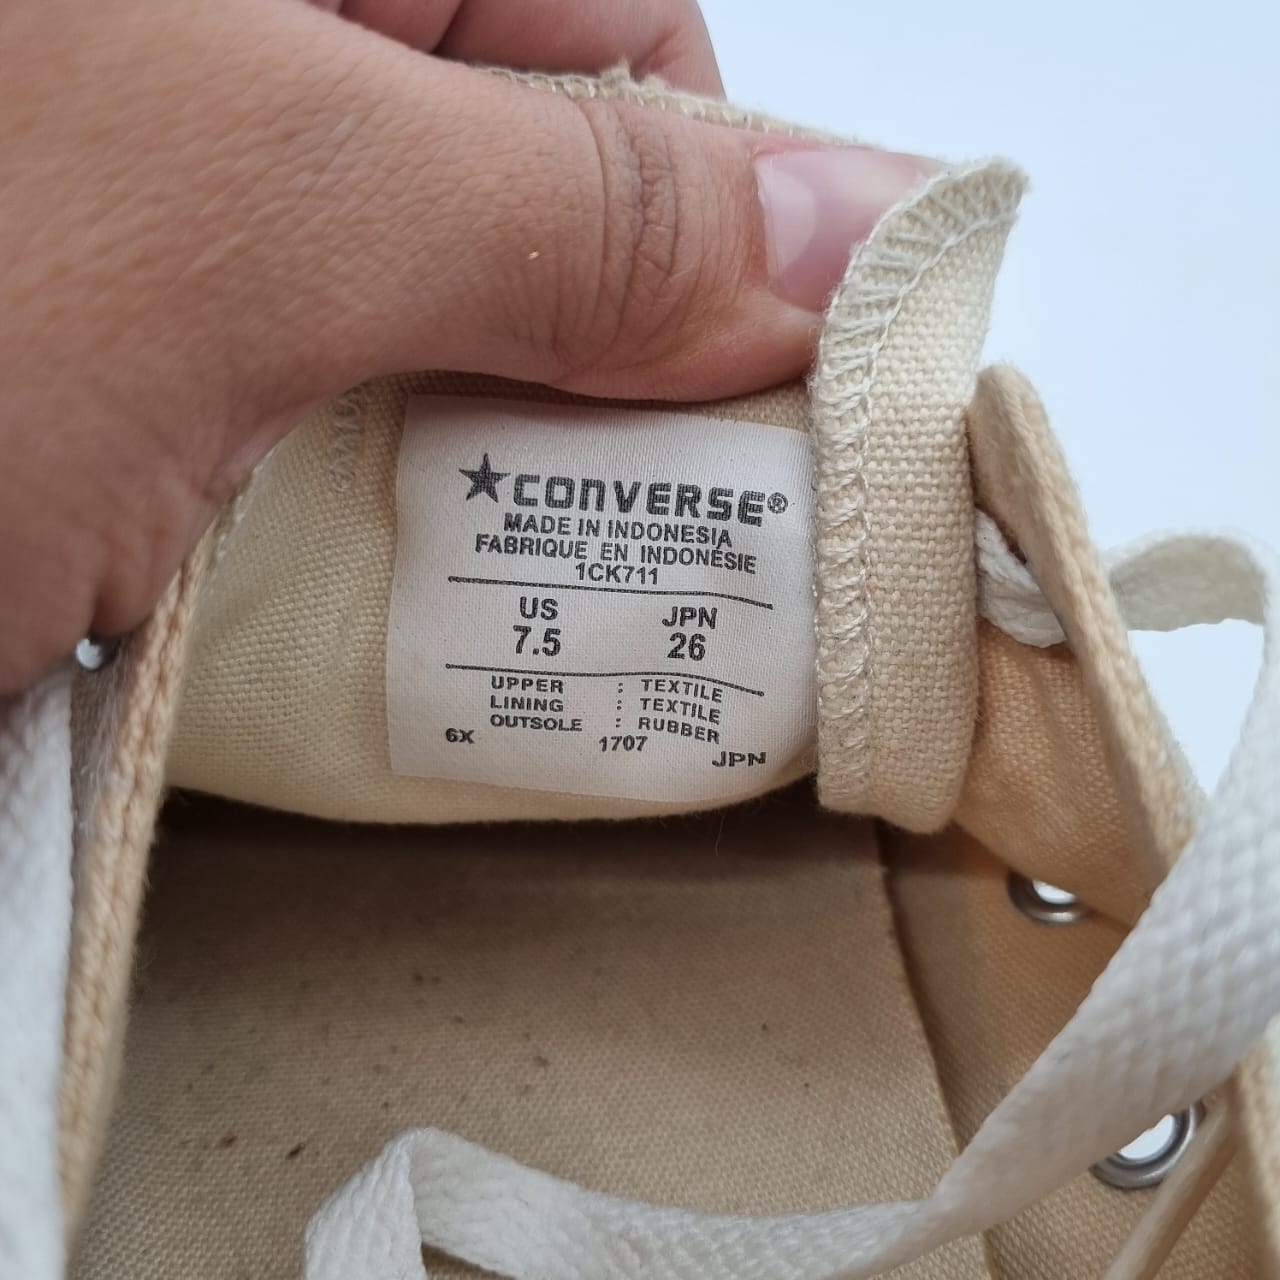 ★CONVERSE®
MADE IN INDONESIA
FABRIQUE EN INDONÉSIE
1CK711
US JPN
7.5 26
UPPER : TEXTILE
LINING : TEXTILE
OUTSOLE : RUBBER
6X 1707 JPN